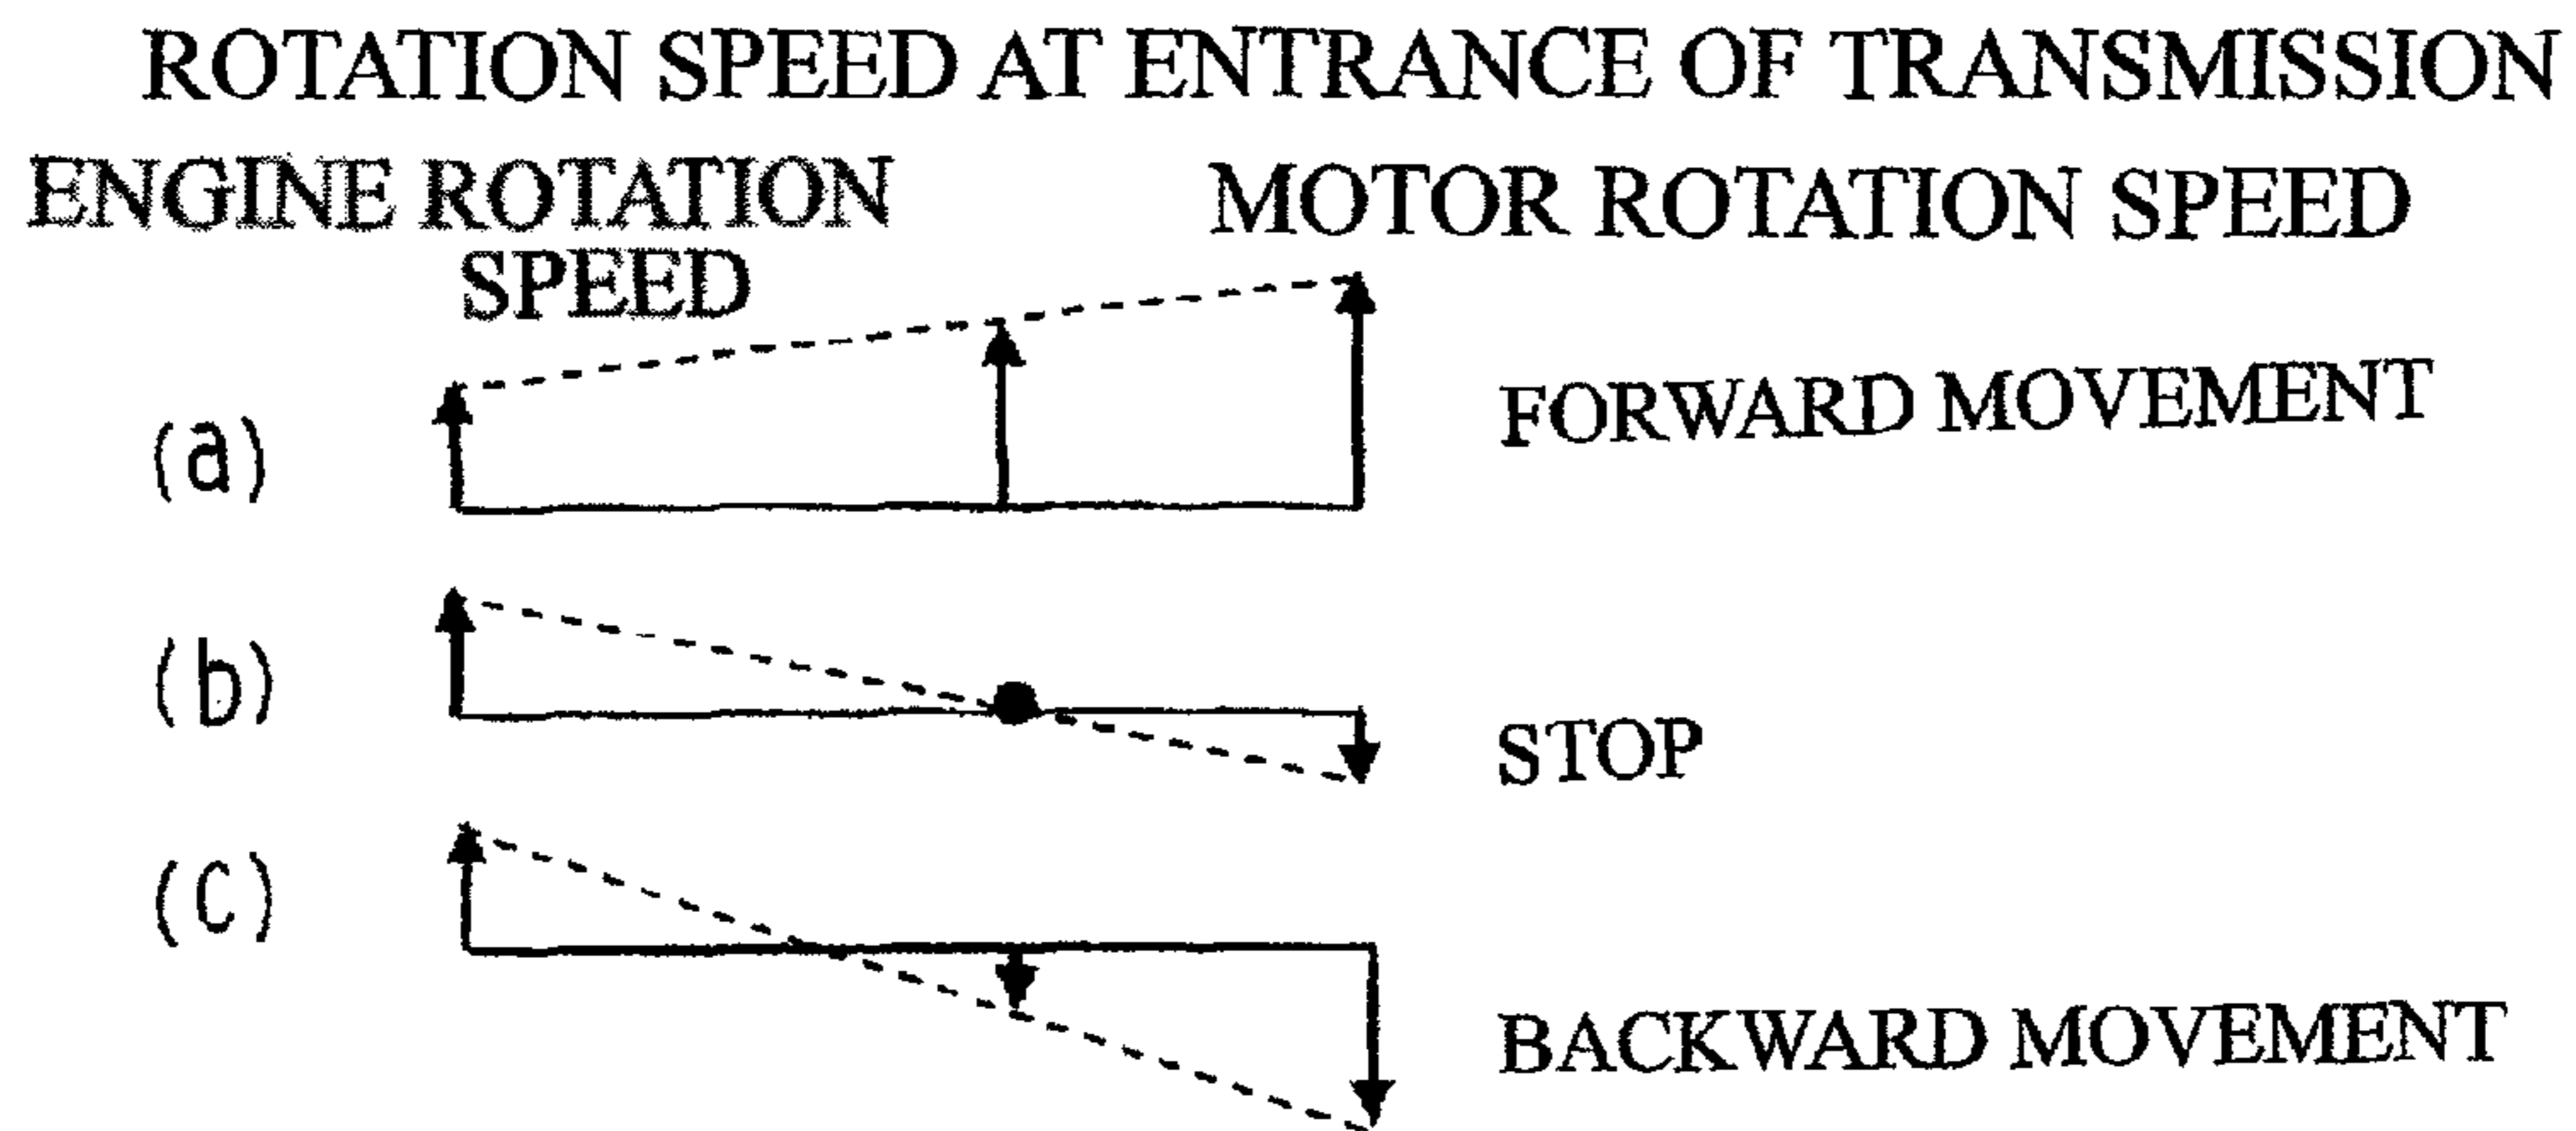 ROTATION SPEED AT ENTRANCE OF TRANSMISSION
ENGINE ROTATION SPEED
MOTOR ROTATION SPEED
(a)
FORWARD MOVEMENT
(b)
STOP
(C)
BACKWARD MOVEMENT